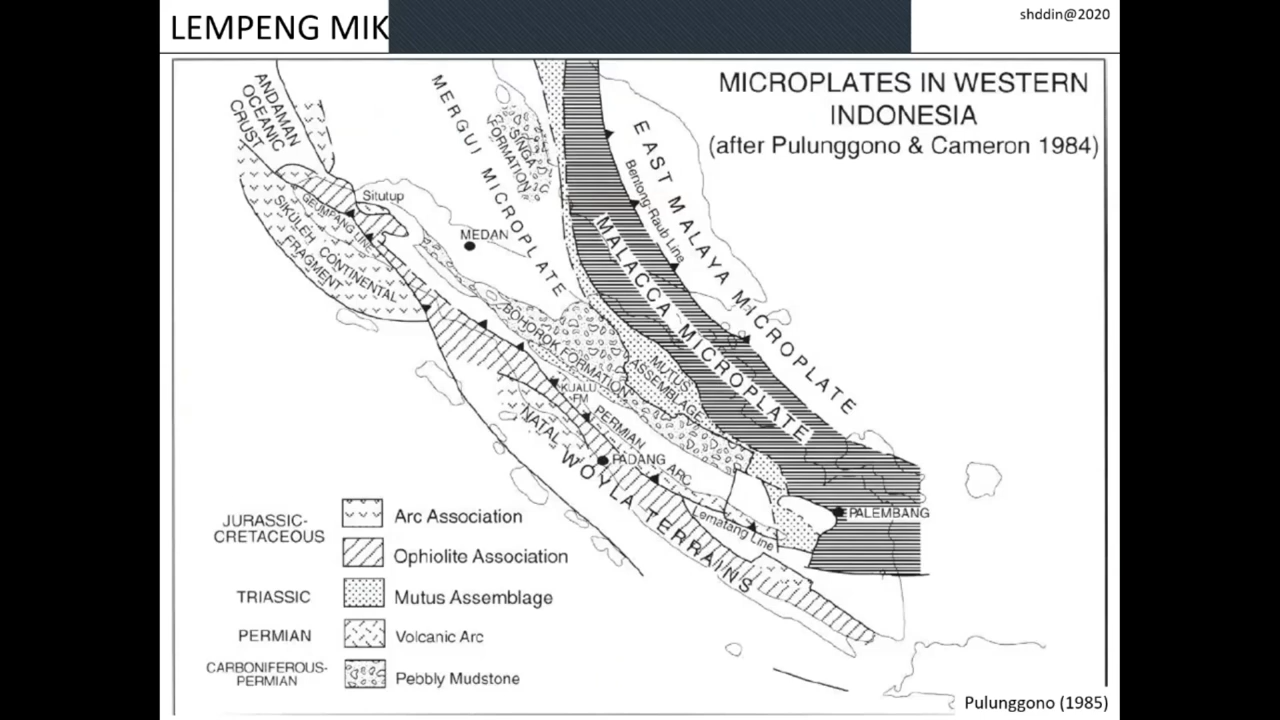 LEMPENG MIK
shddin@2020
MICROPLATES IN WESTERN
INDONESIA
(after Pulunggono & Cameron 1984)
ANDAMAN
OCEANIC
CRUST
MERGUI MICROPLATE
SINGA
FORMATION
EAST MALAYA MICROPLATE
Bentong-Raub Line
MALACCA MICROPLATE
Situtup
GEUMPANG LINE
SIKULEH CONTINENTAL
FRAGMENT
MEDAN
BOHOROK FORMATION
MUTUS
ASSEMBLAGE
KUALU
FM
PERMIAN ARC
NATAL
PADANG
WOYLA TERRAINS
Lematang Line
PALEMBANG
JURASSIC-
CRETACEOUS
Arc Association
Ophiolite Association
TRIASSIC
Mutus Assemblage
PERMIAN
Volcanic Arc
CARBONIFEROUS-
PERMIAN
Pebbly Mudstone
Pulunggono (1985)